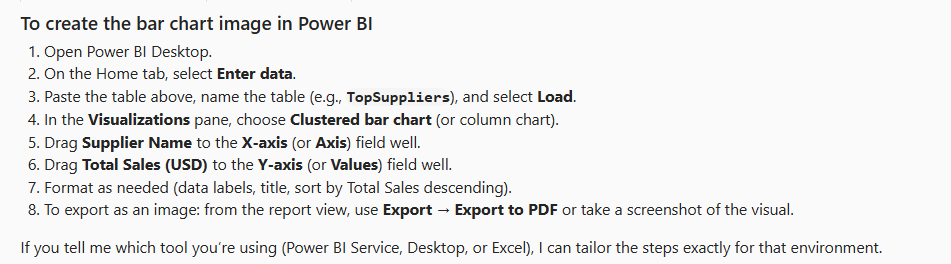 To create the bar chart image in Power BI
1. Open Power BI Desktop.
2. On the Home tab, select Enter data.
3. Paste the table above, name the table (e.g., TopSuppliers), and select Load.
4. In the Visualizations pane, choose Clustered bar chart (or column chart).
5. Drag Supplier Name to the X-axis (or Axis) field well.
6. Drag Total Sales (USD) to the Y-axis (or Values) field well.
7. Format as needed (data labels, title, sort by Total Sales descending).
8. To export as an image: from the report view, use Export → Export to PDF or take a screenshot of the visual.
If you tell me which tool you're using (Power BI Service, Desktop, or Excel), I can tailor the steps exactly for that environment.